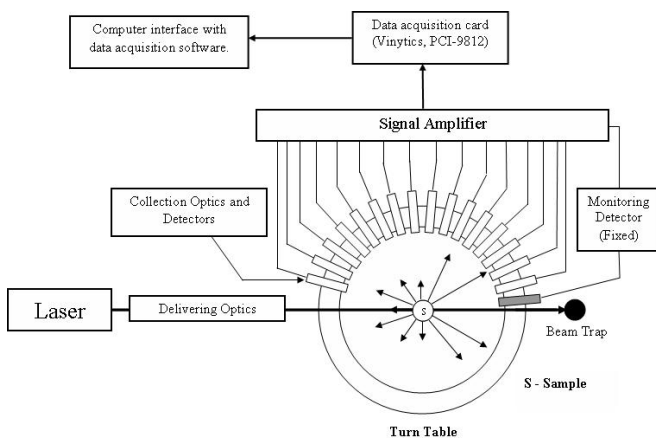 Computer interface with
data acquisition software.
Data acquisition card
(Vinytics, PCI-9812)
Signal Amplifier
Collection Optics and
Detectors
Monitoring
Detector
(Fixed)
Laser
Delivering Optics
S
Beam Trap
S - Sample
Turn Table